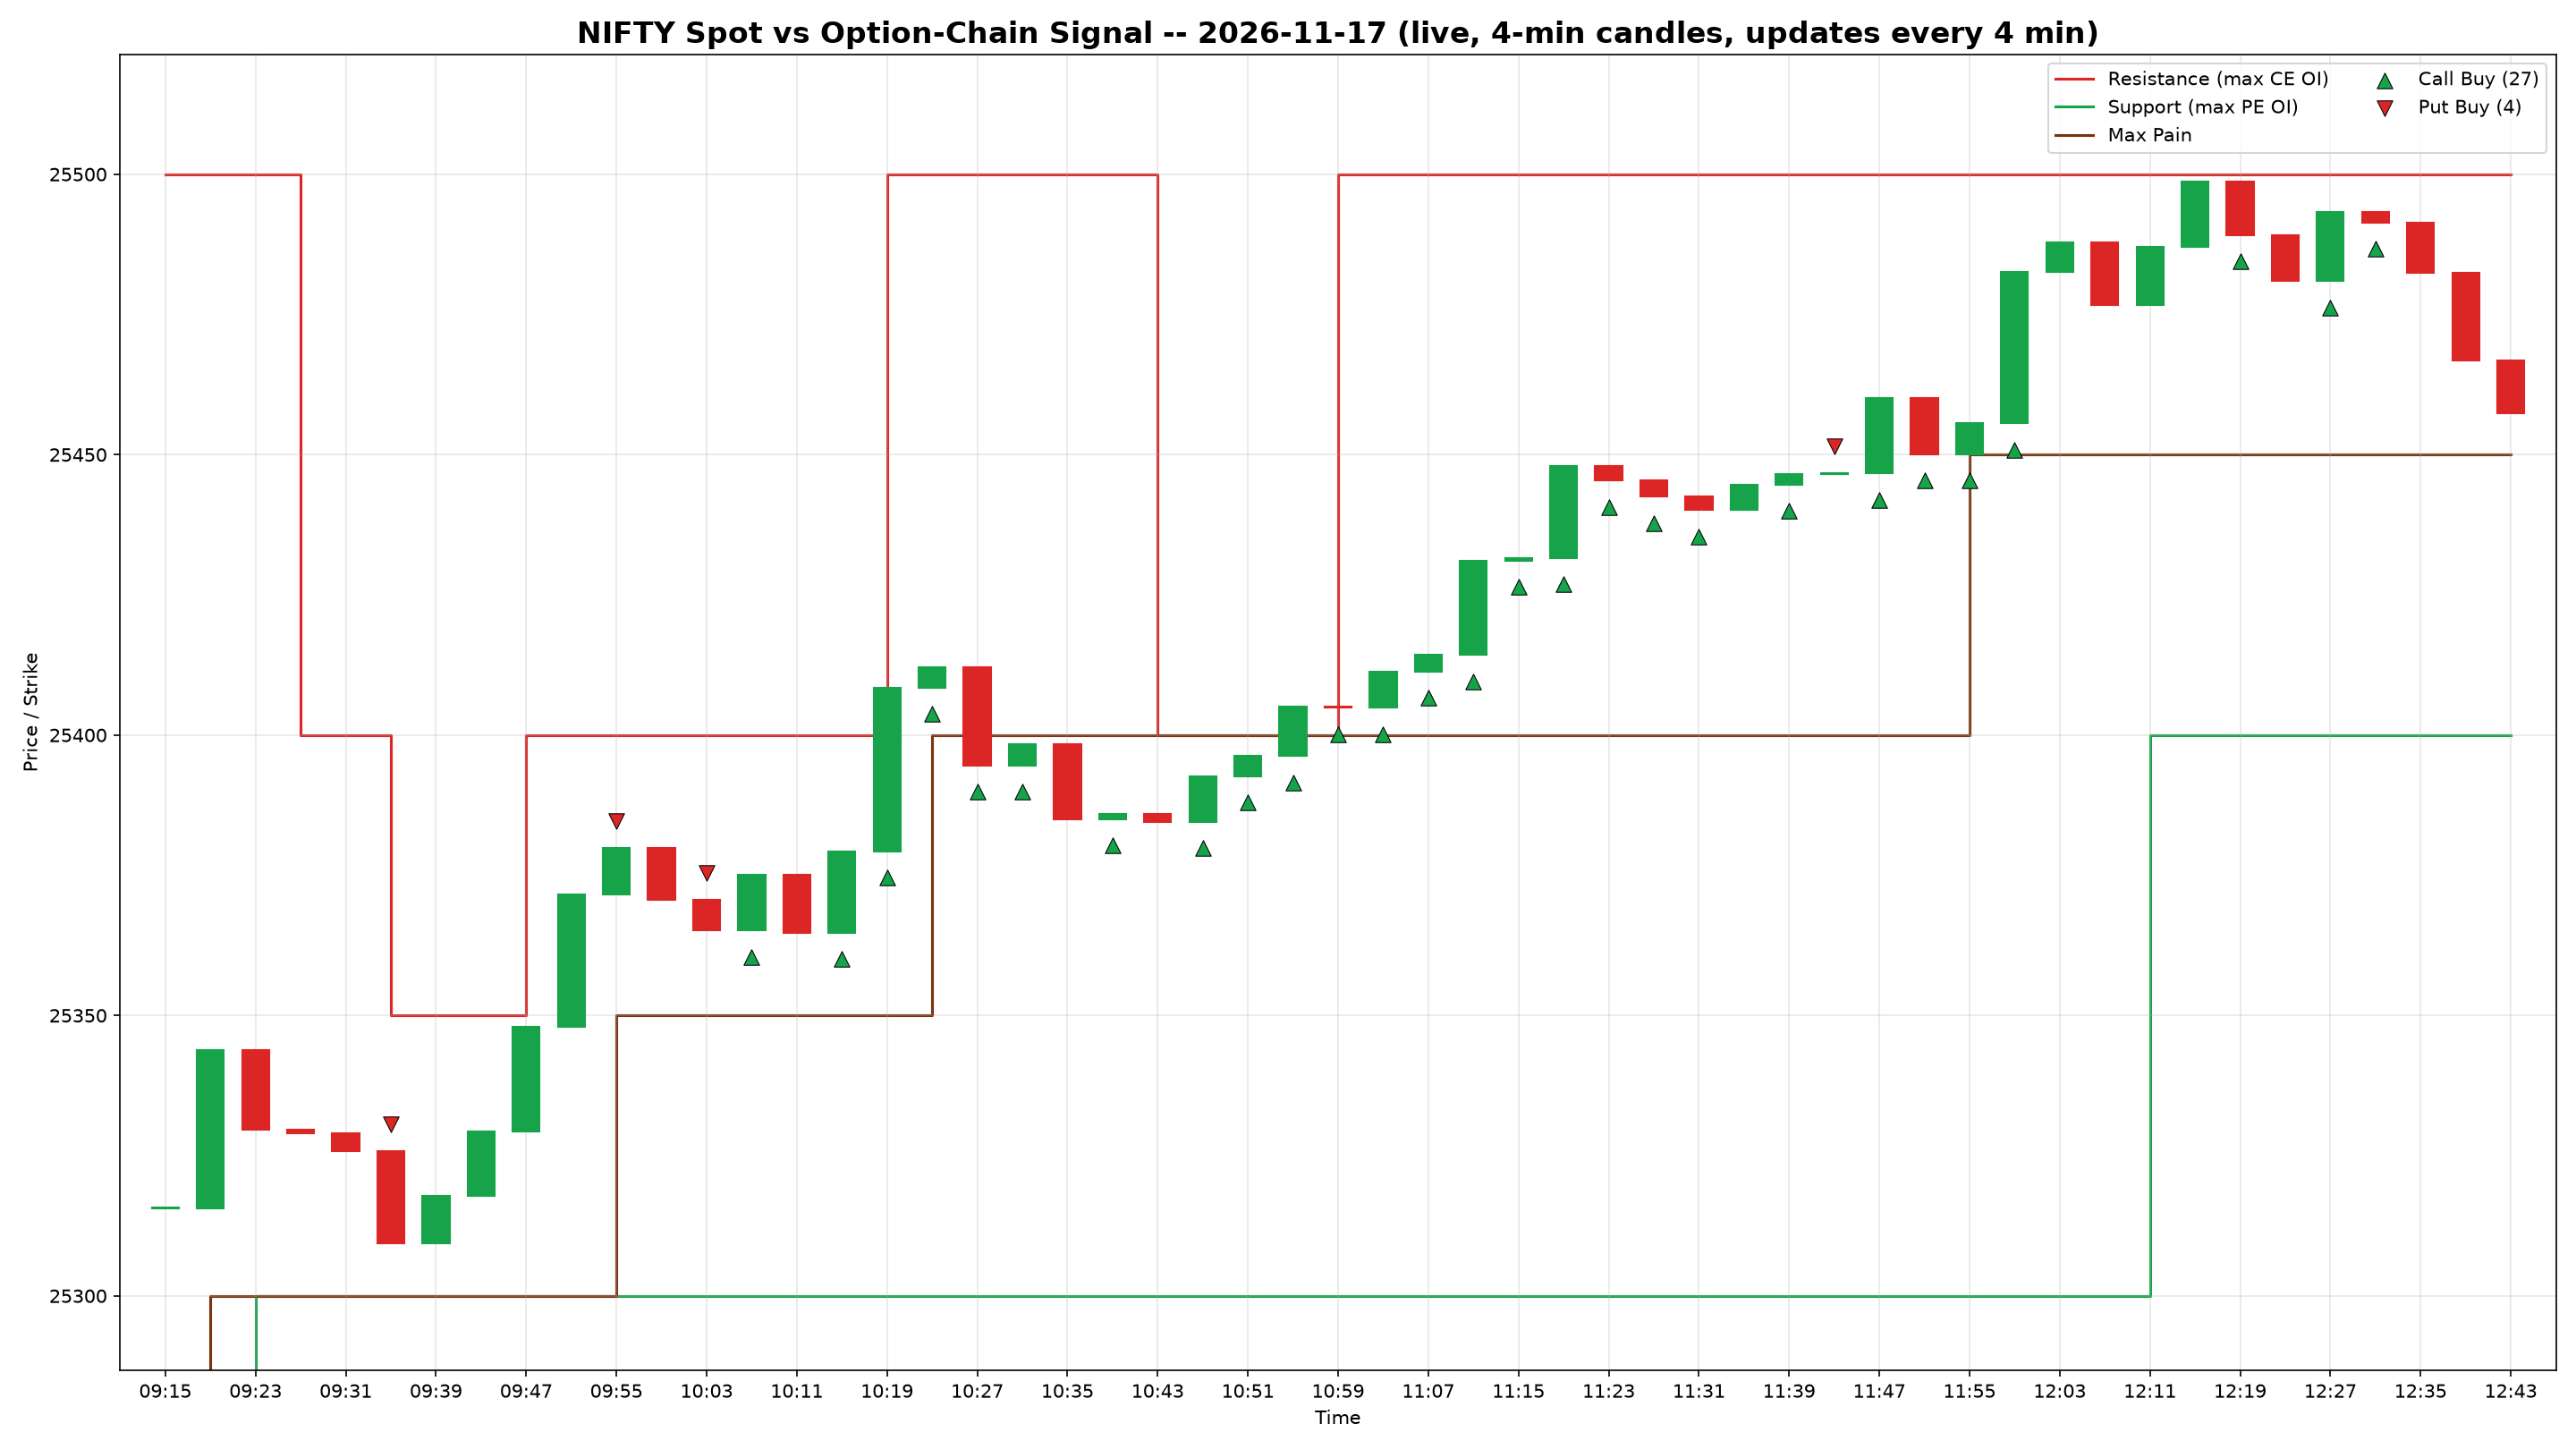 NIFTY Spot vs Option-Chain Signal -- 2026-11-17 (live, 4-min candles, updates every 4 min)
Resistance (max CE OI)
Support (max PE OI)
Max Pain
Call Buy (27)
Put Buy (4)
Price / Strike
25500
25450
25400
25350
25300
09:15 09:23 09:31 09:39 09:47 09:55 10:03 10:11 10:19 10:27 10:35 10:43 10:51 10:59 11:07 11:15 11:23 11:31 11:39 11:47 11:55 12:03 12:11 12:19 12:27 12:35 12:43
Time